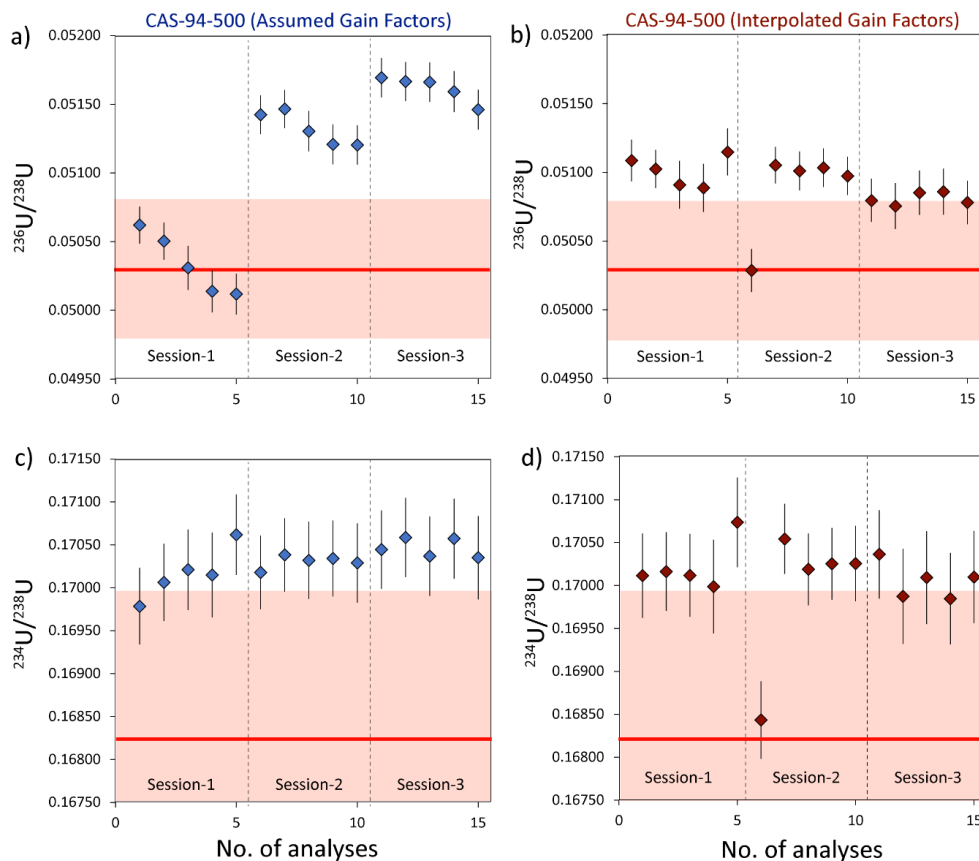 CAS-94-500 (Assumed Gain Factors)
CAS-94-500 (Interpolated Gain Factors)
a)
0.05200
0.05150
0.05100
0.05050
0.05000
0.04950
²³⁶U/²³⁸U
Session-1
Session-2
Session-3
0
5
10
15
b)
0.05200
0.05150
0.05100
0.05050
0.05000
0.04950
²³⁶U/²³⁸U
Session-1
Session-2
Session-3
0
5
10
15
c)
0.17150
0.17100
0.17050
0.17000
0.16950
0.16900
0.16850
0.16800
0.16750
²³⁴U/²³⁸U
Session-1
Session-2
Session-3
0
5
10
15
No. of analyses
d)
0.17150
0.17100
0.17050
0.17000
0.16950
0.16900
0.16850
0.16800
0.16750
²³⁴U/²³⁸U
Session-1
Session-2
Session-3
0
5
10
15
No. of analyses